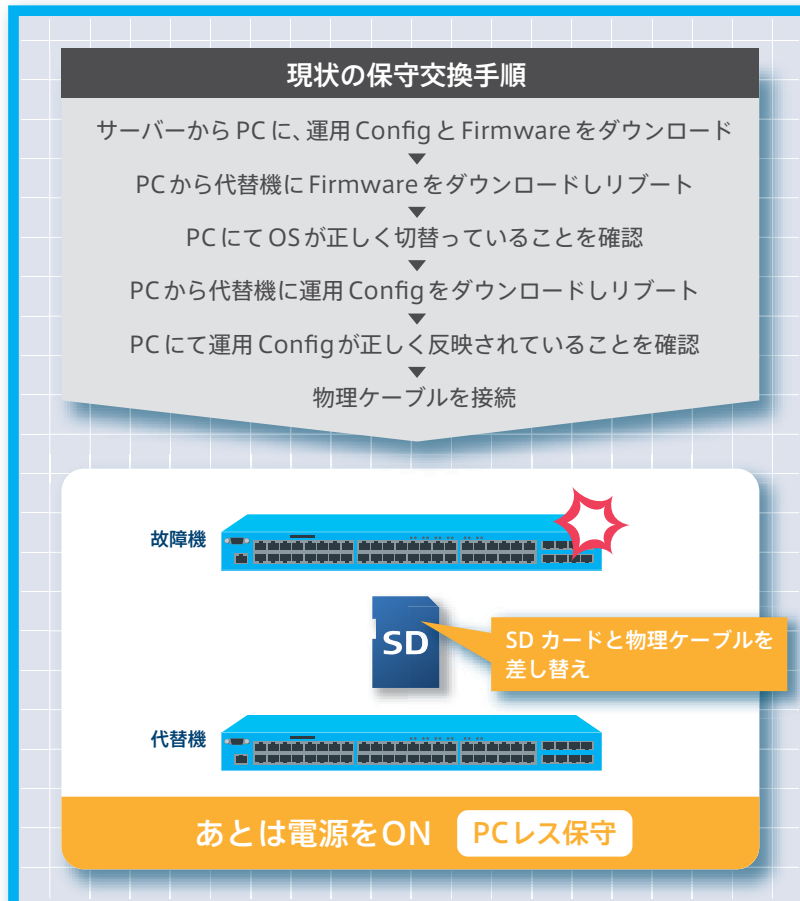 現状の保守交換手順
サーバーからPCに、運用ConfigとFirmwareをダウンロード
PCから代替機にFirmwareをダウンロードしリブート
PCにてOSが正しく切替っていることを確認
PCから代替機に運用Configをダウンロードしリブート
PCにて運用Configが正しく反映されていることを確認
物理ケーブルを接続
故障機
SD
SD カードと物理ケーブルを
差し替え
代替機
あとは電源をON PCレス保守